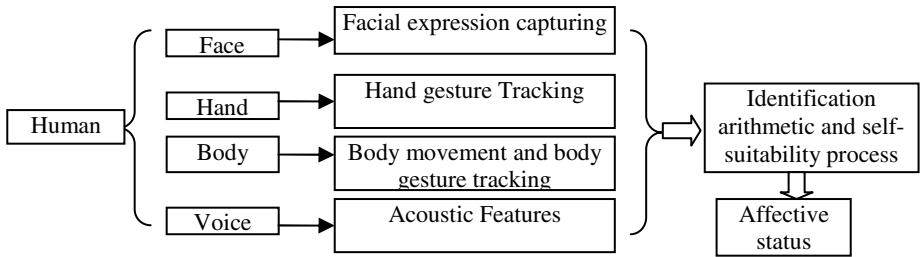 Human
Face
Facial expression capturing
Hand
Hand gesture Tracking
Body
Body movement and body
gesture tracking
Voice
Acoustic Features
Identification
arithmetic and self-
suitability process
Affective
status